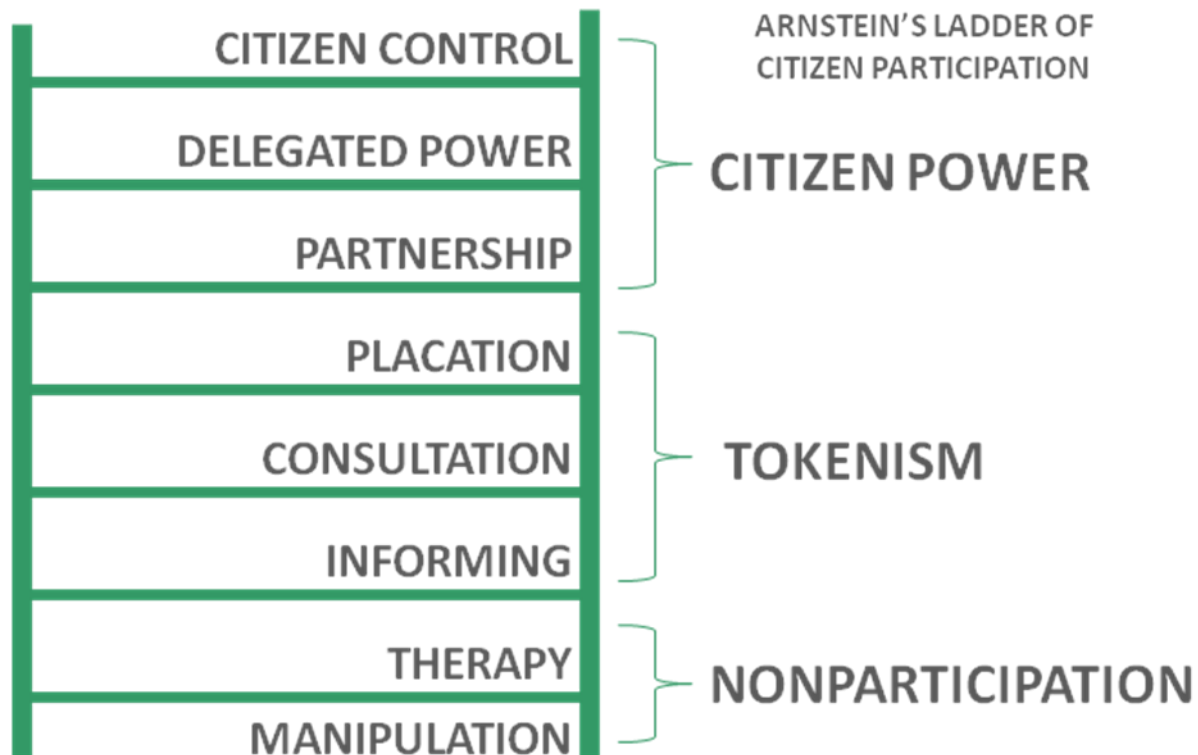 ARNSTEIN'S LADDER OF
CITIZEN PARTICIPATION
CITIZEN CONTROL
DELEGATED POWER
PARTNERSHIP
CITIZEN POWER
PLACATION
CONSULTATION
INFORMING
TOKENISM
THERAPY
MANIPULATION
NONPARTICIPATION